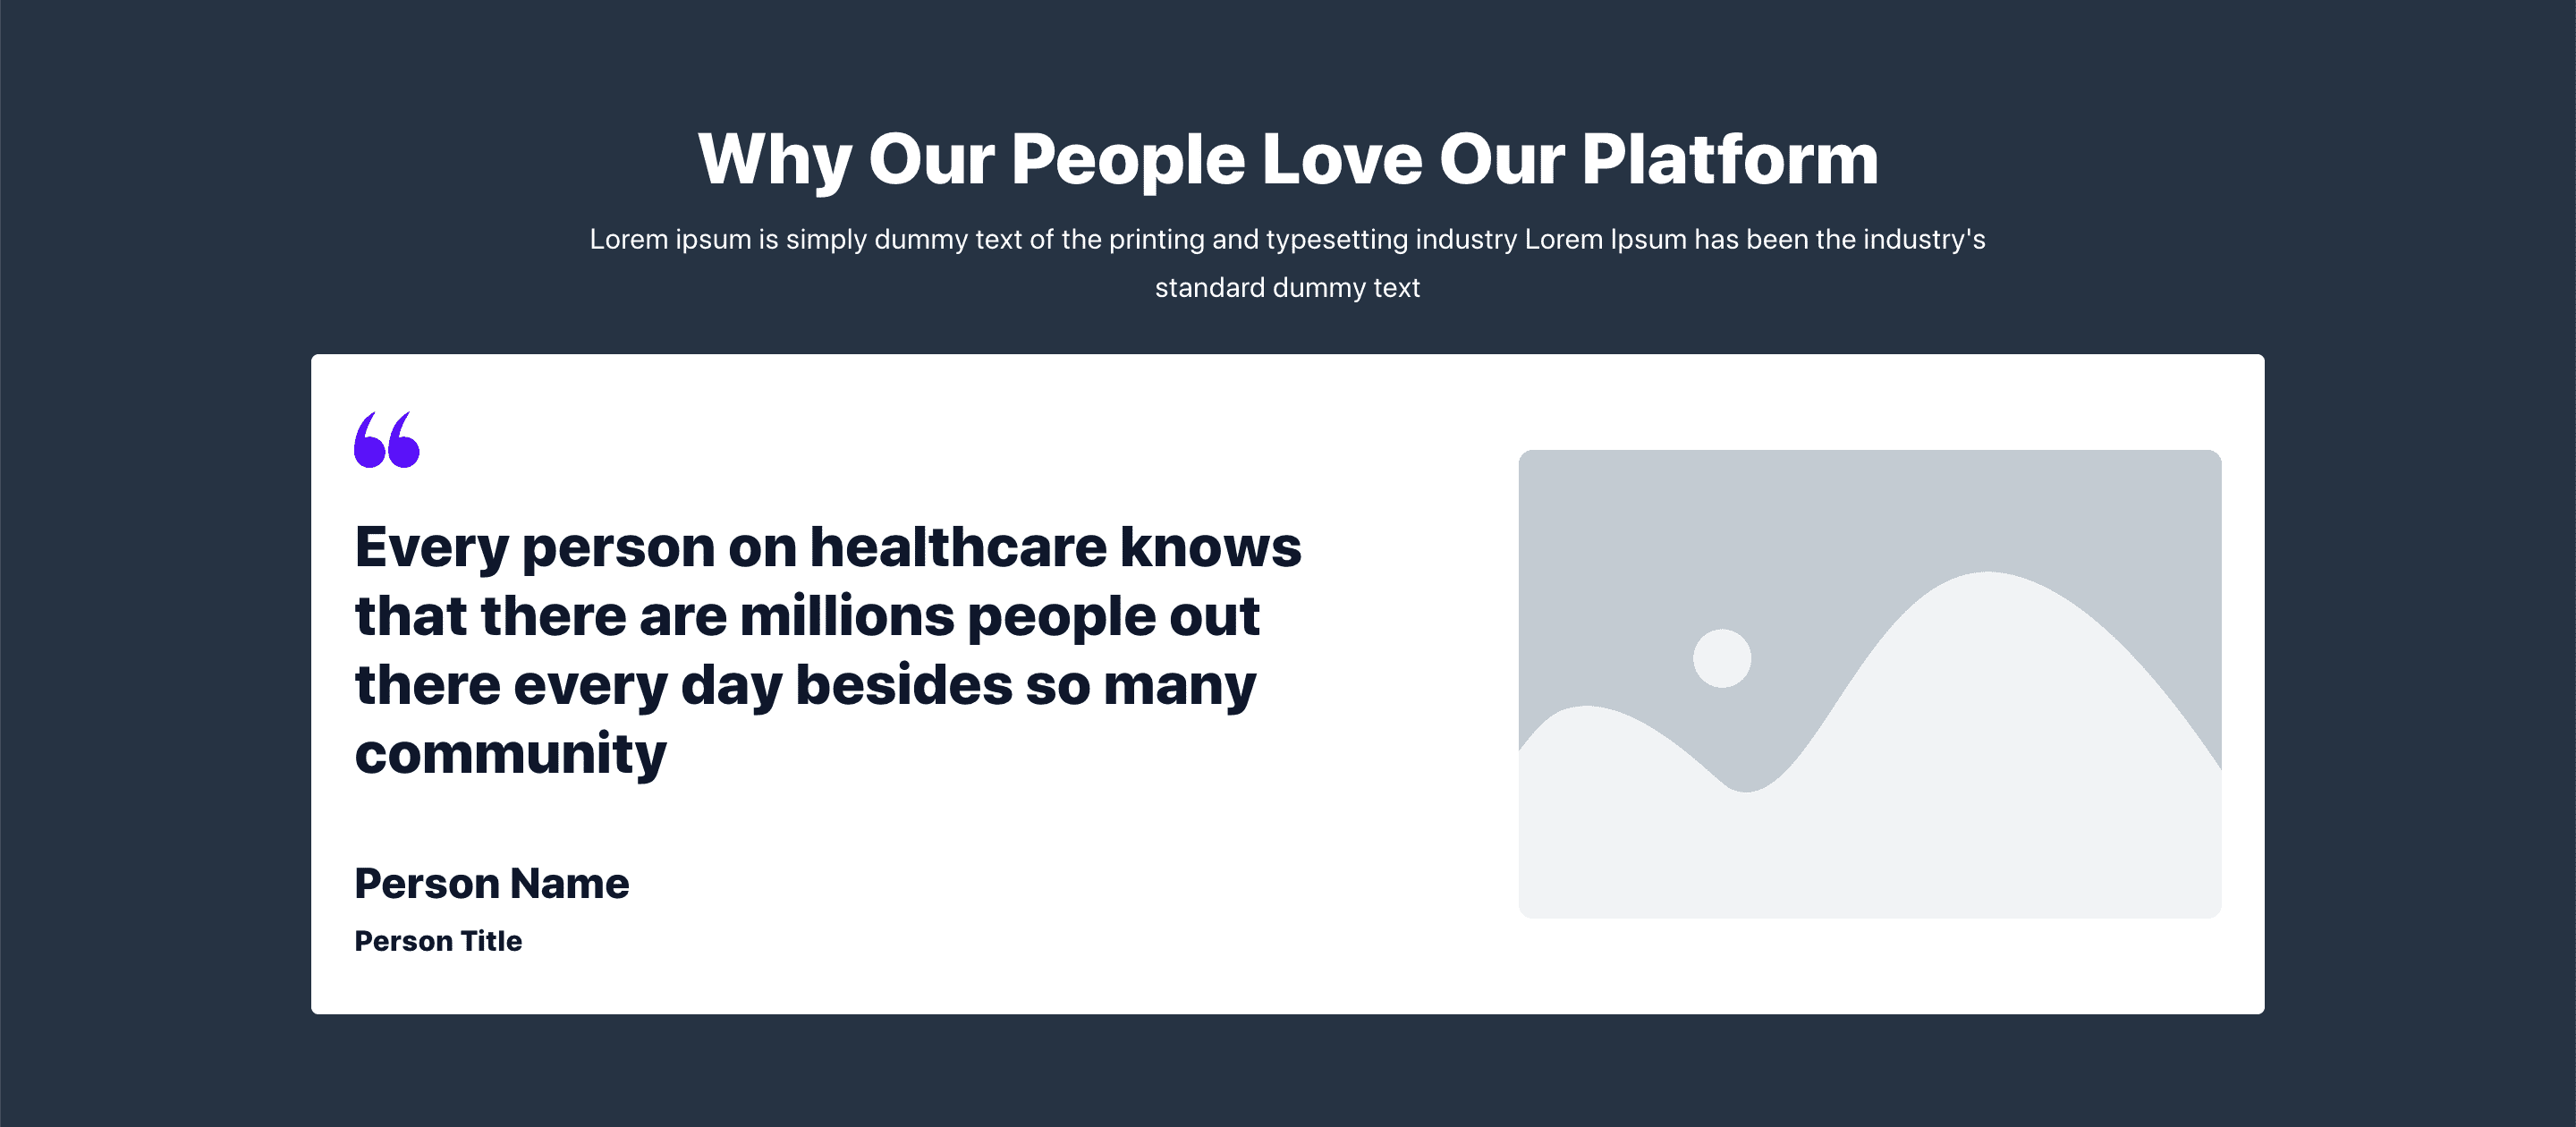 Why Our People Love Our Platform
Lorem ipsum is simply dummy text of the printing and typesetting industry Lorem Ipsum has been the industry's
standard dummy text
“
Every person on healthcare knows
that there are millions people out
there every day besides so many
community
Person Name
Person Title